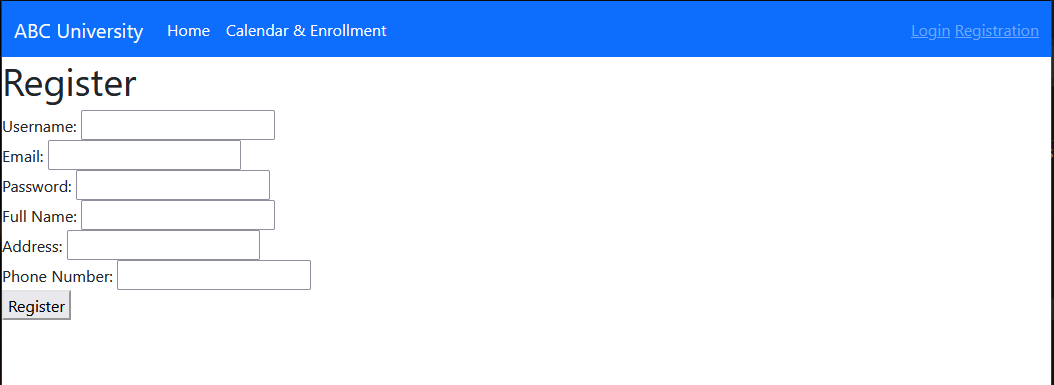 ABC University Home Calendar & Enrollment Login Registration
Register
Username:
Email:
Password:
Full Name:
Address:
Phone Number:
Register